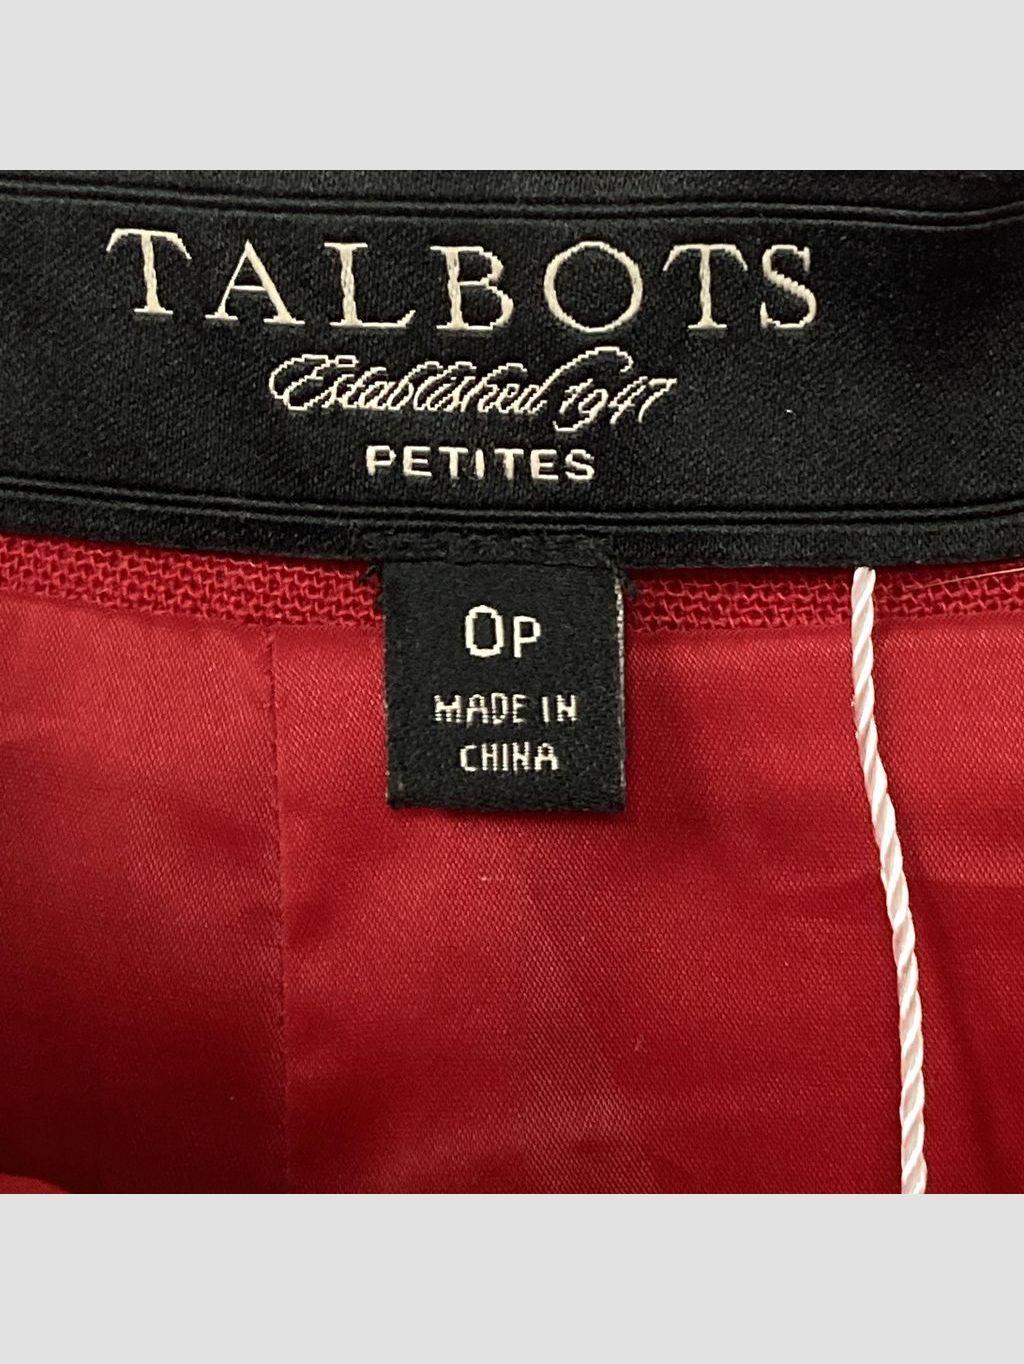 TALBOTS
Established 1947
PETITES
0P
MADE IN
CHINA